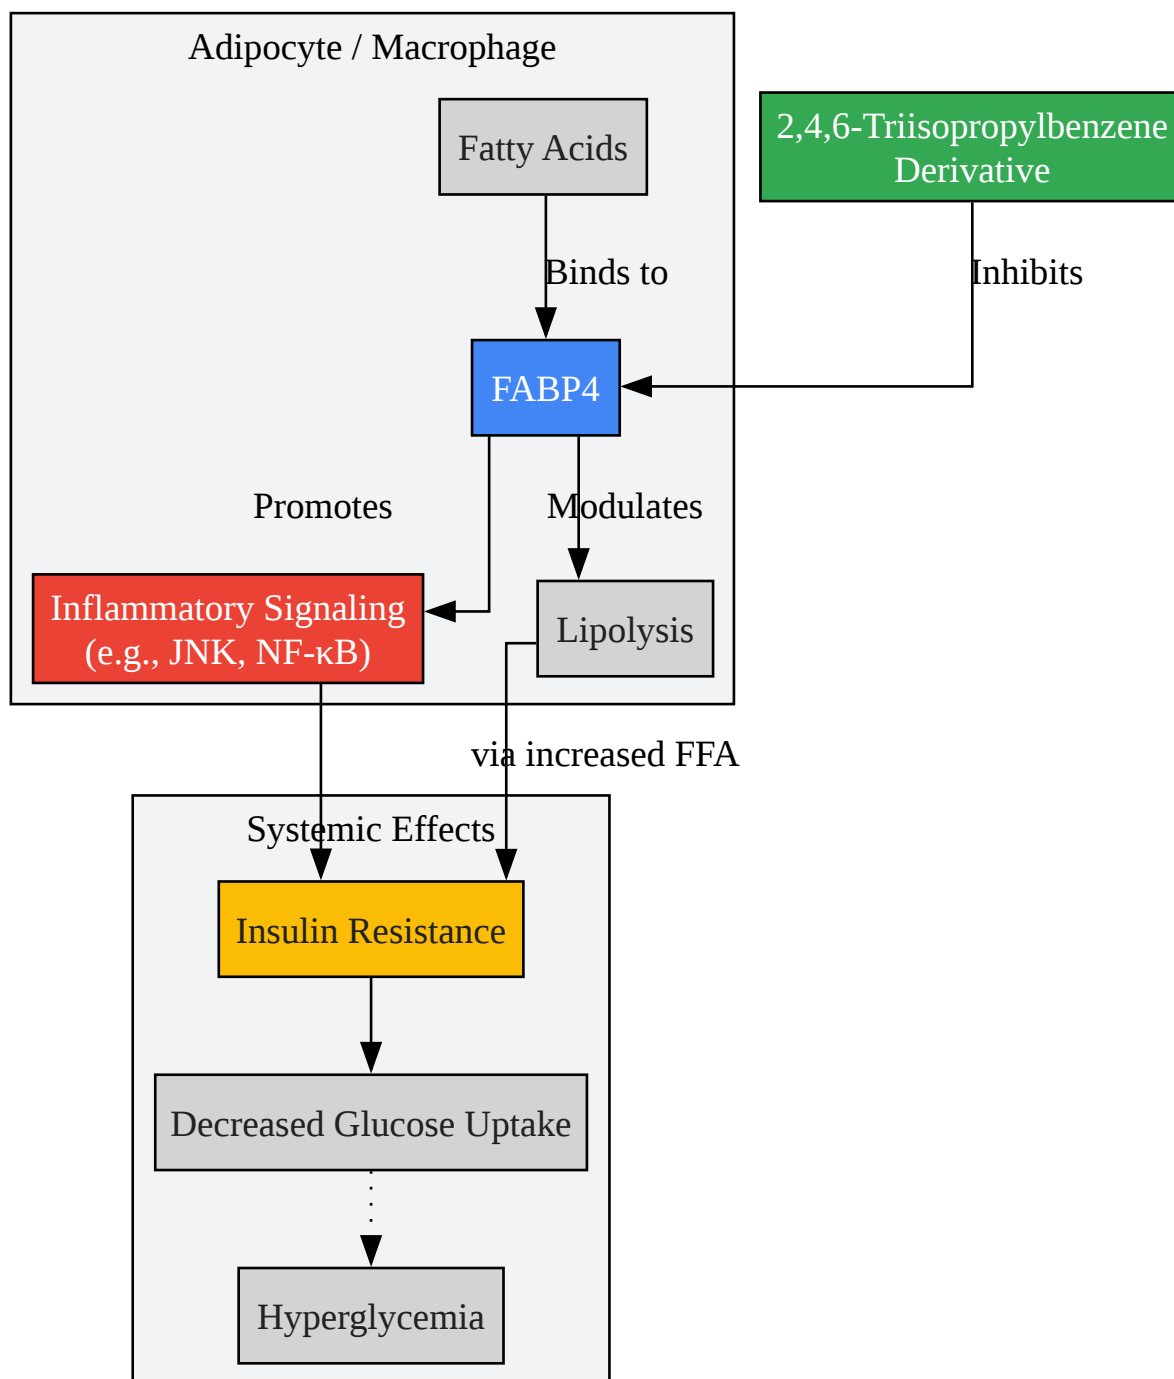 Adipocyte / Macrophage
Fatty Acids
2,4,6-Triisopropylbenzene
Derivative
Binds to
Inhibits
FABP4
Promotes
Modulates
Inflammatory Signaling
(e.g., JNK, NF-κB)
Lipolysis
via increased FFA
Systemic Effects
Insulin Resistance
Decreased Glucose Uptake
Hyperglycemia